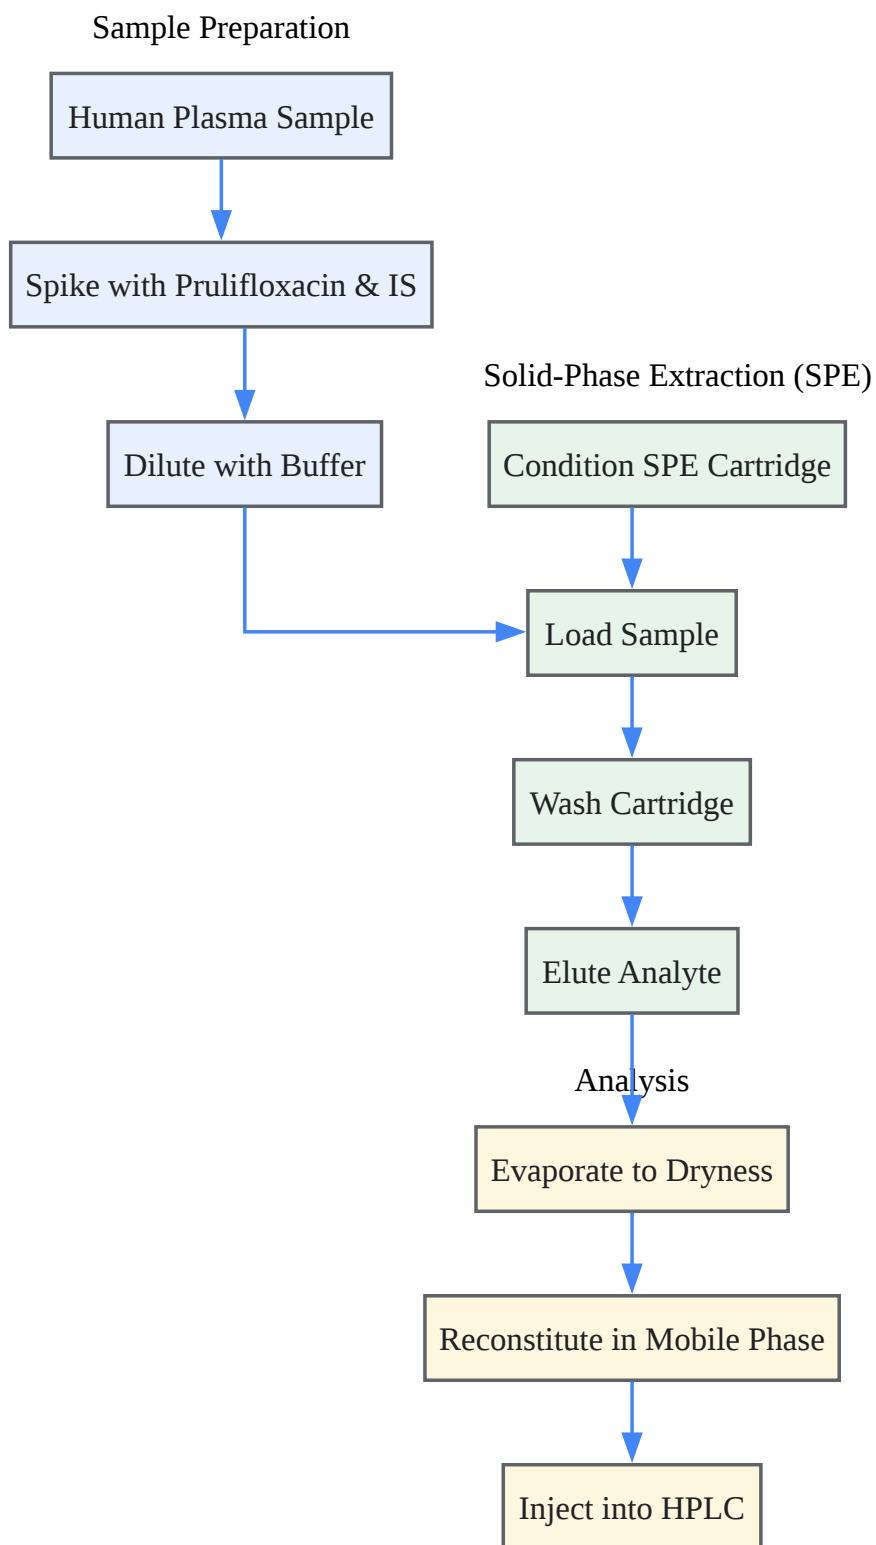 Sample Preparation
Human Plasma Sample
Spike with Prulifloxacin & IS
Dilute with Buffer
Solid-Phase Extraction (SPE)
Condition SPE Cartridge
Load Sample
Wash Cartridge
Elute Analyte
Analysis
Evaporate to Dryness
Reconstitute in Mobile Phase
Inject into HPLC